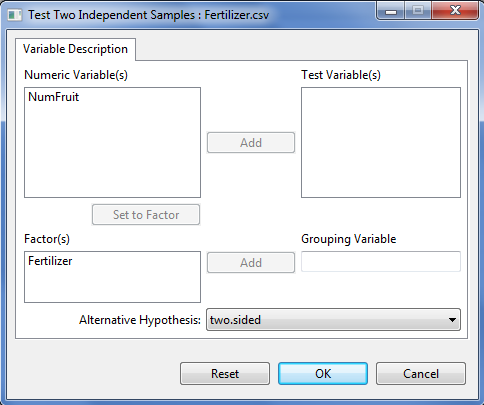 Test Two Independent Samples : Fertilizer.csv
Variable Description
Numeric Variable(s)
Test Variable(s)
NumFruit
Add
Set to Factor
Factor(s)
Grouping Variable
Fertilizer
Add
Alternative Hypothesis: two.sided
Reset OK Cancel